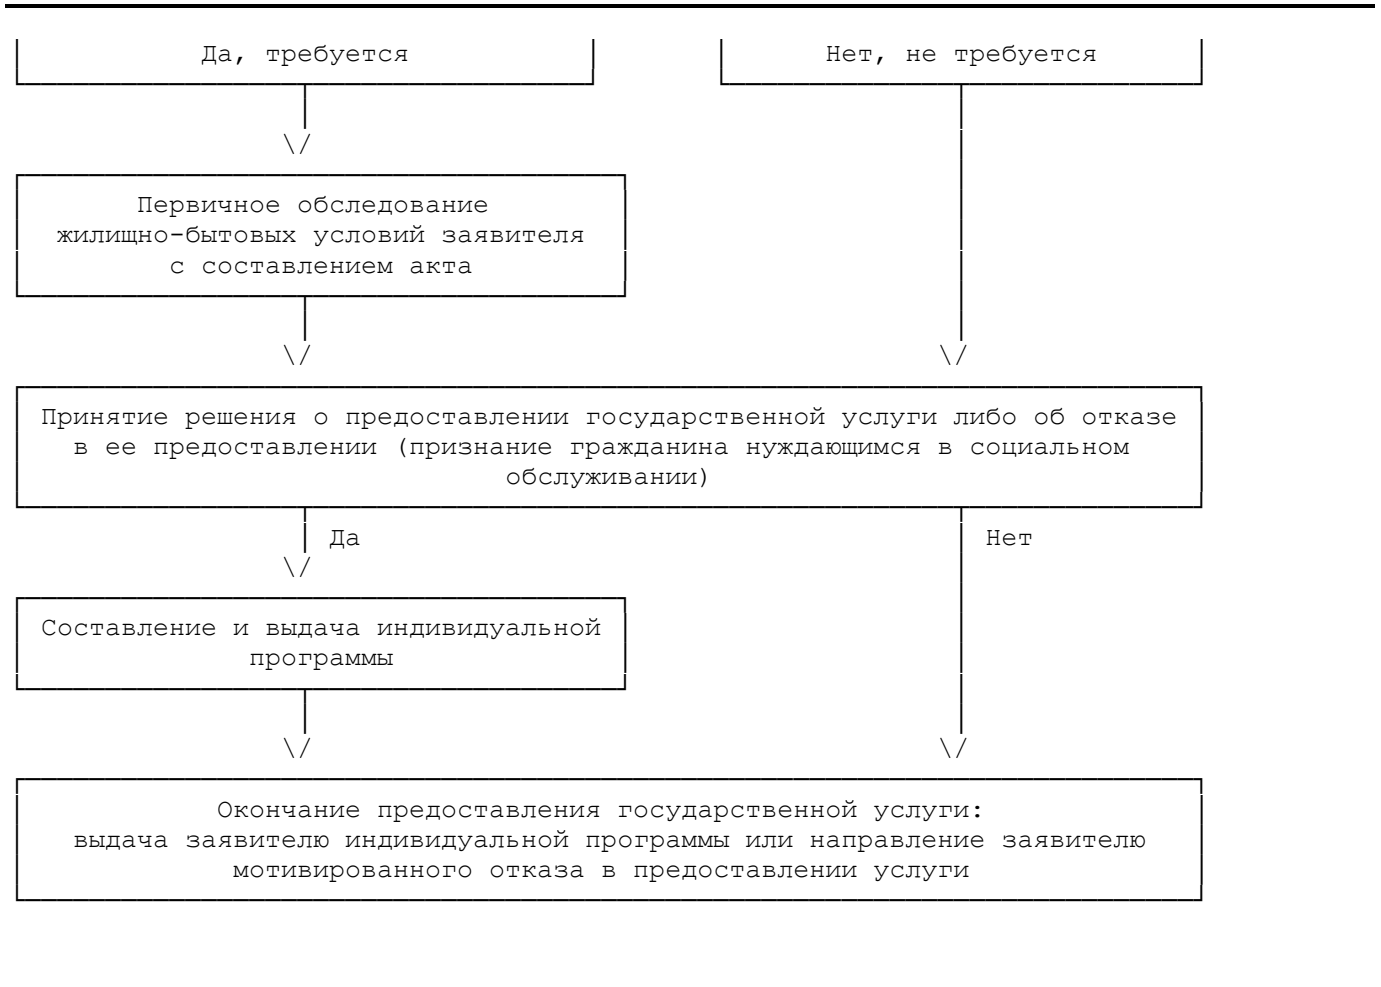 Да, требуется
Нет, не требуется
Первичное обследование
жилищно-бытовых условий заявителя
с составлением акта
Принятие решения о предоставлении государственной услуги либо об отказе
в ее предоставлении (признание гражданина нуждающимся в социальном
обслуживании)
Да
Нет
Составление и выдача индивидуальной
программы
Окончание предоставления государственной услуги:
выдача заявителю индивидуальной программы или направление заявителю
мотивированного отказа в предоставлении услуги